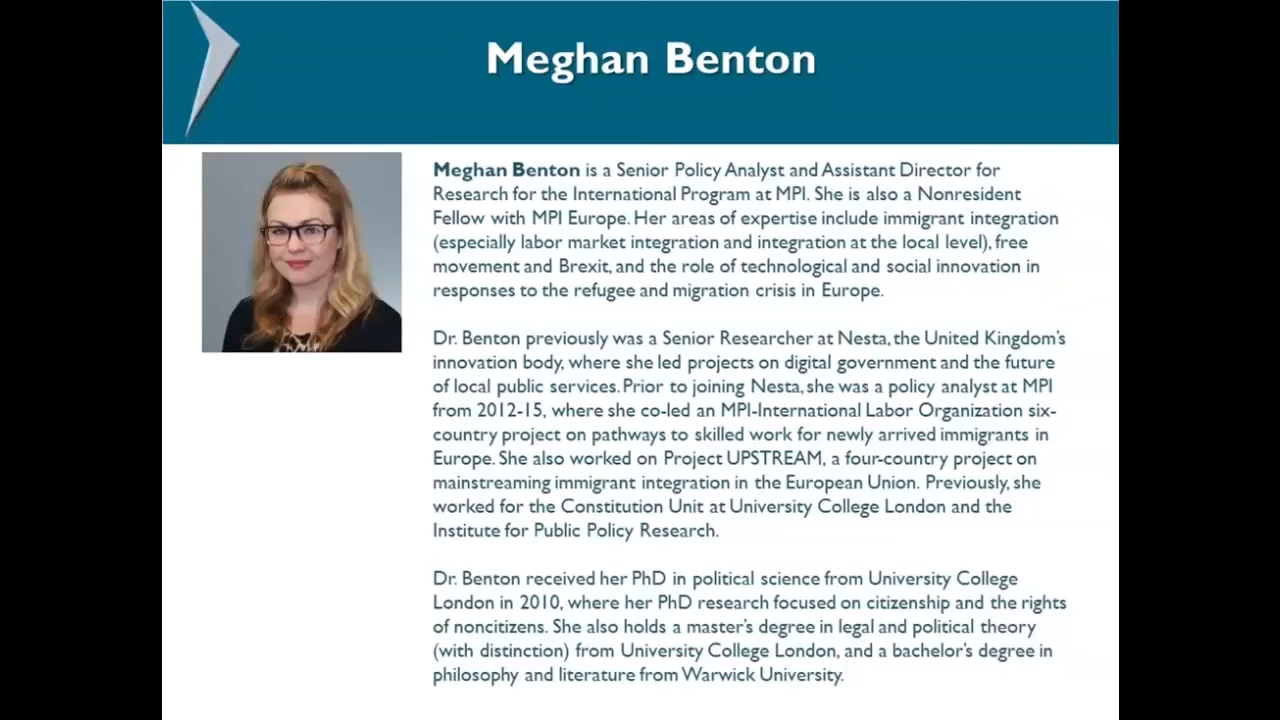 Meghan Benton
Meghan Benton is a Senior Policy Analyst and Assistant Director for
Research for the International Program at MPI. She is also a Nonresident
Fellow with MPI Europe. Her areas of expertise include immigrant integration
(especially labor market integration and integration at the local level), free
movement and Brexit, and the role of technological and social innovation in
responses to the refugee and migration crisis in Europe.
Dr. Benton previously was a Senior Researcher at Nesta, the United Kingdom's
innovation body, where she led projects on digital government and the future
of local public services. Prior to joining Nesta, she was a policy analyst at MPI
from 2012-15, where she co-led an MPI-International Labor Organization six-
country project on pathways to skilled work for newly arrived immigrants in
Europe. She also worked on Project UPSTREAM, a four-country project on
mainstreaming immigrant integration in the European Union. Previously, she
worked for the Constitution Unit at University College London and the
Institute for Public Policy Research.
Dr. Benton received her PhD in political science from University College
London in 2010, where her PhD research focused on citizenship and the rights
of noncitizens. She also holds a master's degree in legal and political theory
(with distinction) from University College London, and a bachelor's degree in
philosophy and literature from Warwick University.